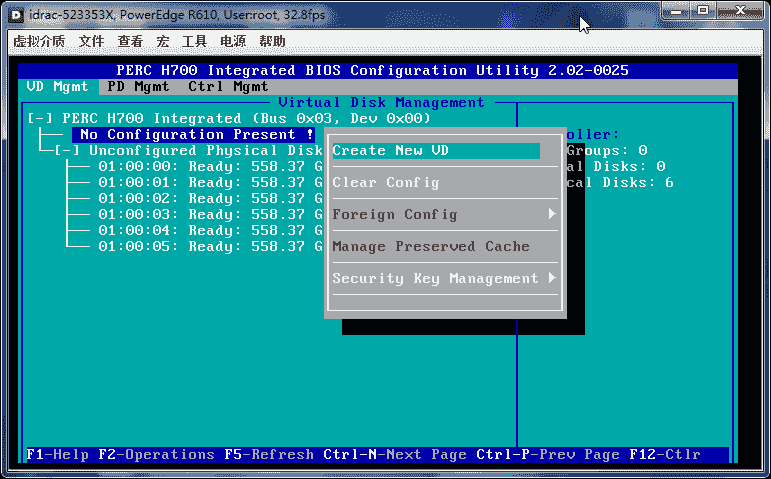 idrac-523353X, PowerEdge R610, User:root, 32.8fps
虚拟介质 文件 查看 宏 工具 电源 帮助
PERC H700 Integrated BIOS Configuration Utility 2.02-0025
VD Mgmt PD Mgmt Ctrl Mgmt
Virtual Disk Management
[-] PERC H700 Integrated (Bus 0x03, Dev 0x00)
No Configuration Present ! oller:
[-] Unconfigured Physical Disk Create New VD Groups: 0
01:00:00: Ready: 558.37 G al Disks: 0
01:00:01: Ready: 558.37 G Clear Config cal Disks: 6
01:00:02: Ready: 558.37 G
01:00:03: Ready: 558.37 G Foreign Config
01:00:04: Ready: 558.37 G
01:00:05: Ready: 558.37 G Manage Preserved Cache
Security Key Management
F1-Help F2-Operations F5-Refresh Ctrl-N-Next Page Ctrl-P-Prev Page F12-Ctlr